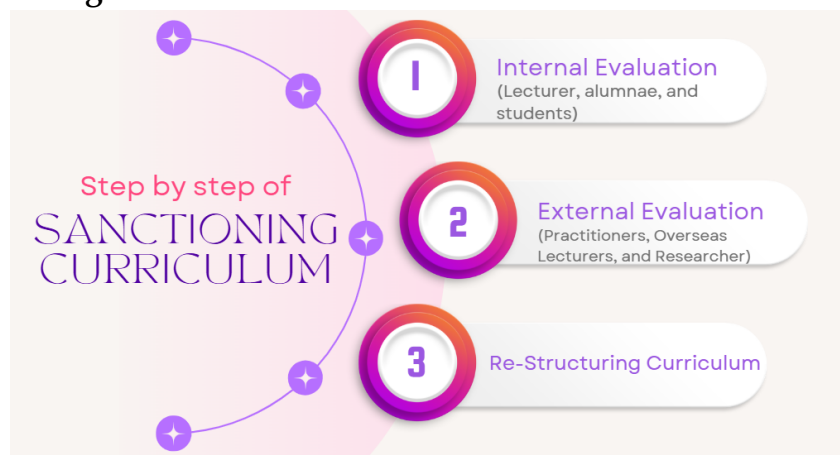 Step by step of
SANCTIONING
CURRICULUM
1
Internal Evaluation
(Lecturer, alumnae, and
students)
2
External Evaluation
(Practitioners, Overseas
Lecturers, and Researcher)
3
Re-Structuring Curriculum